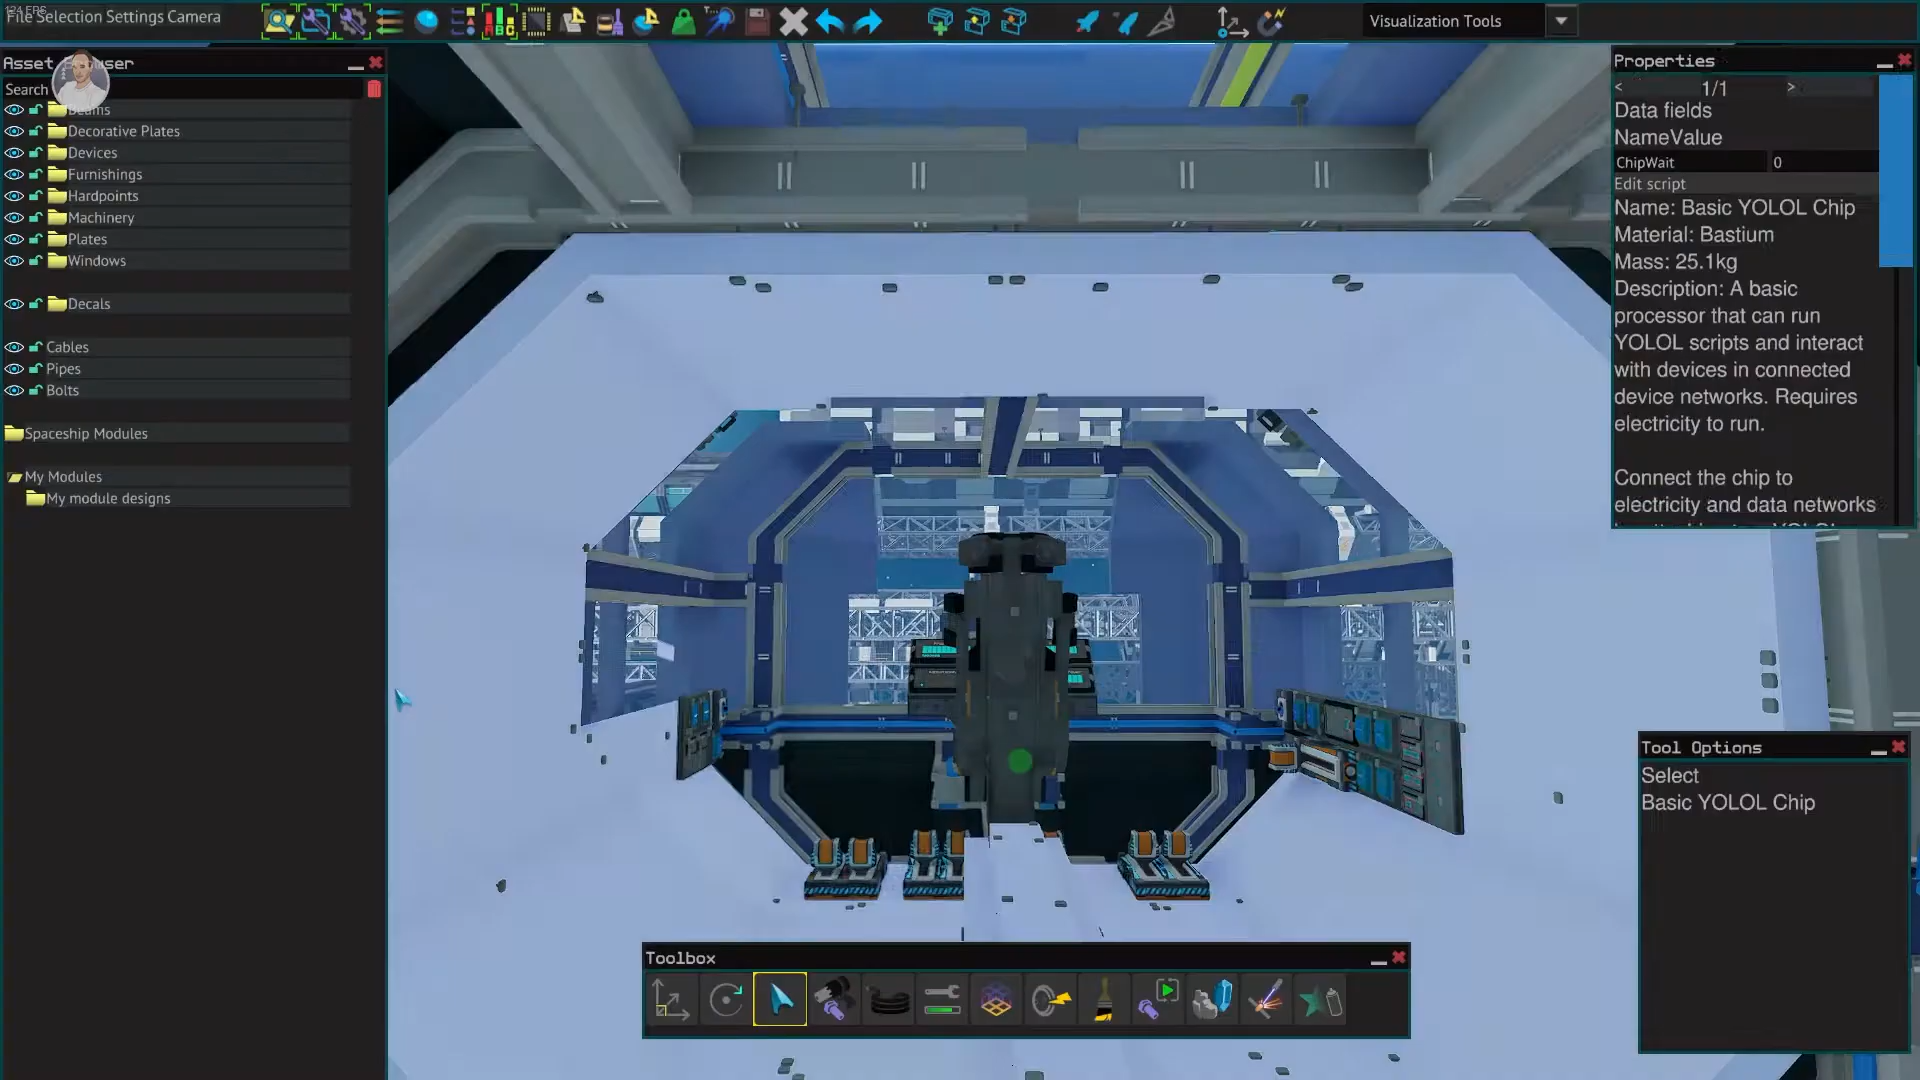 124 FPS
File Selection Settings Camera
Visualization Tools
Asset Browser
Search
Beams
Decorative Plates
Devices
Furnishings
Hardpoints
Machinery
Plates
Windows
Decals
Cables
Pipes
Bolts
Spaceship Modules
My Modules
My module designs
Properties
< 1/1 >
Data fields
NameValue
ChipWait 0
Edit script
Name: Basic YOLOL Chip
Material: Bastium
Mass: 25.1kg
Description: A basic
processor that can run
YOLOL scripts and interact
with devices in connected
device networks. Requires
electricity to run.
Connect the chip to
electricity and data networks
Tool Options
Select
Basic YOLOL Chip
Toolbox